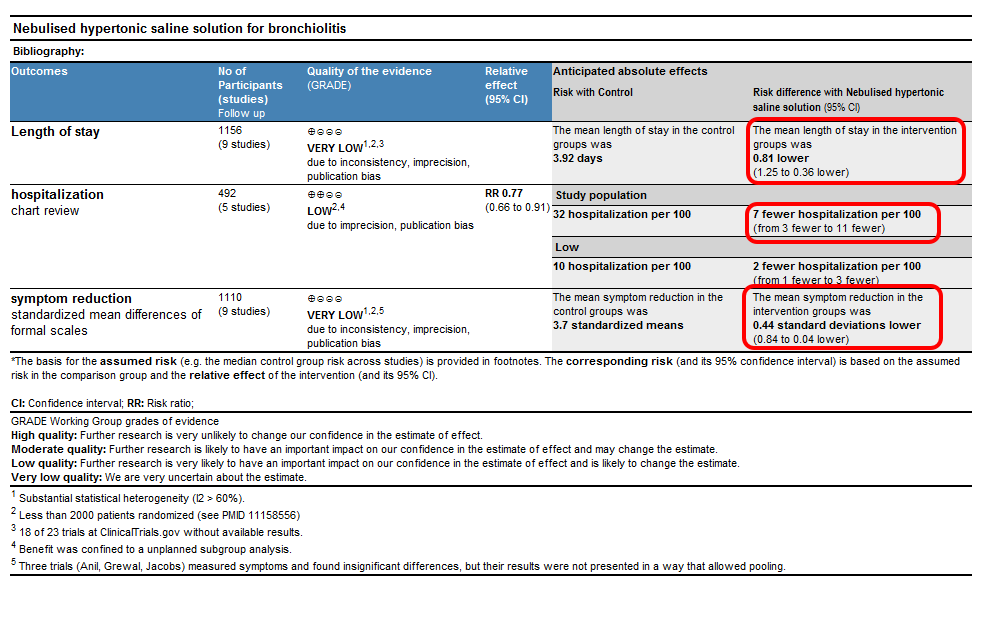 Nebulised hypertonic saline solution for bronchiolitis
Bibliography:
Outcomes
No of
Participants
(studies)
Follow up
Quality of the evidence
(GRADE)
Relative
effect
(95% CI)
Anticipated absolute effects
Risk with Control
Risk difference with Nebulised hypertonic
saline solution (95% CI)
Length of stay
1156
(9 studies)
⊕⊝⊝⊝
VERY LOW1,2,3
due to inconsistency, imprecision,
publication bias
The mean length of stay in the control
groups was
3.92 days
The mean length of stay in the intervention
groups was
0.81 lower
(1.25 to 0.36 lower)
hospitalization
chart review
492
(5 studies)
⊕⊕⊝⊝
LOW2,4
due to imprecision, publication bias
RR 0.77
(0.66 to 0.91)
Study population
32 hospitalization per 100
7 fewer hospitalization per 100
(from 3 fewer to 11 fewer)
Low
10 hospitalization per 100
2 fewer hospitalization per 100
(from 1 fewer to 3 fewer)
symptom reduction
standardized mean differences of
formal scales
1110
(9 studies)
⊕⊝⊝⊝
VERY LOW1,2,5
due to inconsistency, imprecision,
publication bias
The mean symptom reduction in the
control groups was
3.7 standardized means
The mean symptom reduction in the
intervention groups was
0.44 standard deviations lower
(0.84 to 0.04 lower)
*The basis for the assumed risk (e.g. the median control group risk across studies) is provided in footnotes. The corresponding risk (and its 95% confidence interval) is based on the assumed
risk in the comparison group and the relative effect of the intervention (and its 95% CI).
CI: Confidence interval; RR: Risk ratio;
GRADE Working Group grades of evidence
High quality: Further research is very unlikely to change our confidence in the estimate of effect.
Moderate quality: Further research is likely to have an important impact on our confidence in the estimate of effect and may change the estimate.
Low quality: Further research is very likely to have an important impact on our confidence in the estimate of effect and is likely to change the estimate.
Very low quality: We are very uncertain about the estimate.
1 Substantial statistical heterogeneity (I2 > 60%).
2 Less than 2000 patients randomized (see PMID 11158556)
3 18 of 23 trials at ClinicalTrials.gov without available results.
4 Benefit was confined to a unplanned subgroup analysis.
5 Three trials (Anil, Grewal, Jacobs) measured symptoms and found insignificant differences, but their results were not presented in a way that allowed pooling.